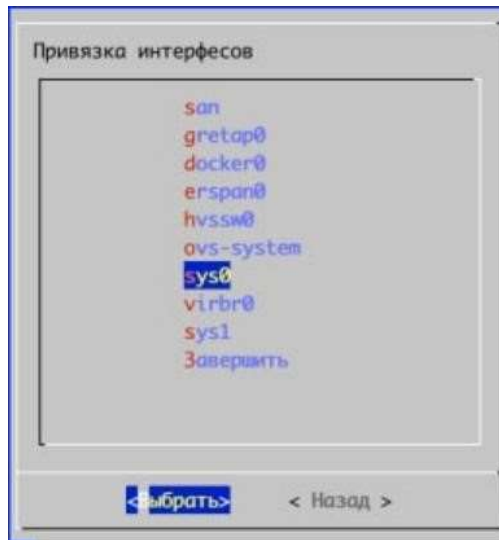 Привязка интерфесов
san
gretap0
docker0
erspan0
hvssw0
ovs-system
sys0
virbr0
sys1
Завершить
<Выбрать> < Назад >